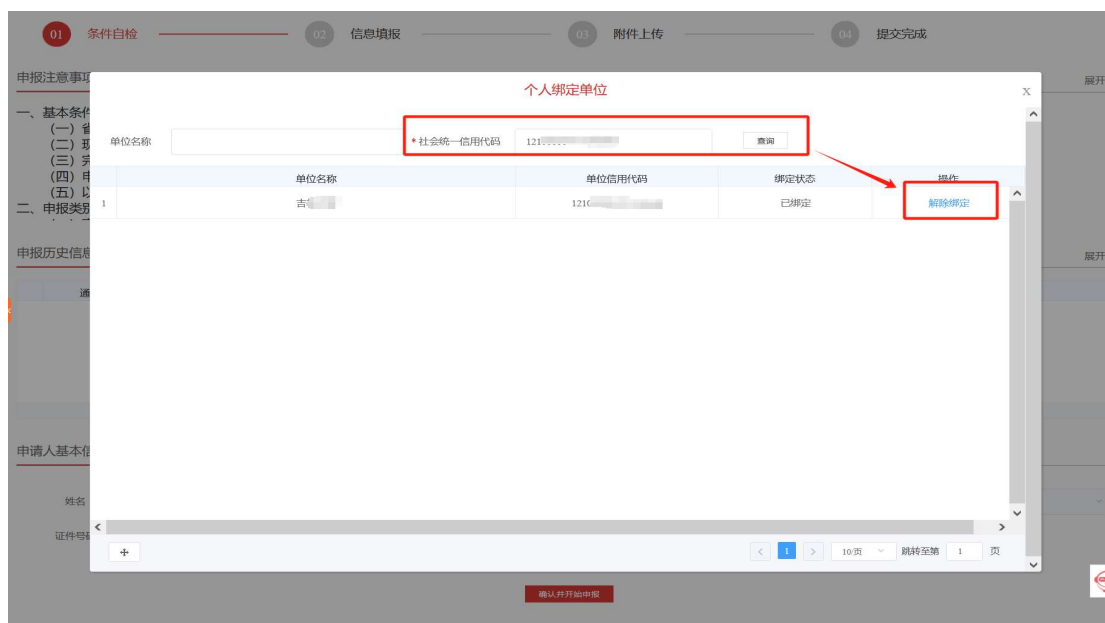 01 条件自检 02 信息填报 03 附件上传 04 提交完成
申报注意事项
展开
个人绑定单位
X
一、基本条件
（一）省
（二）现
（三）完
（四）申
（五）以
二、申报类别
单位名称
*社会统一信用代码 121
查询
单位名称 单位信用代码 绑定状态 操作
1 吉 121 已绑定 解除绑定
申报历史信息
展开
通
申请人基本信
姓名
证件号码
1 10/页 跳转至第 1 页
确认并开始申报